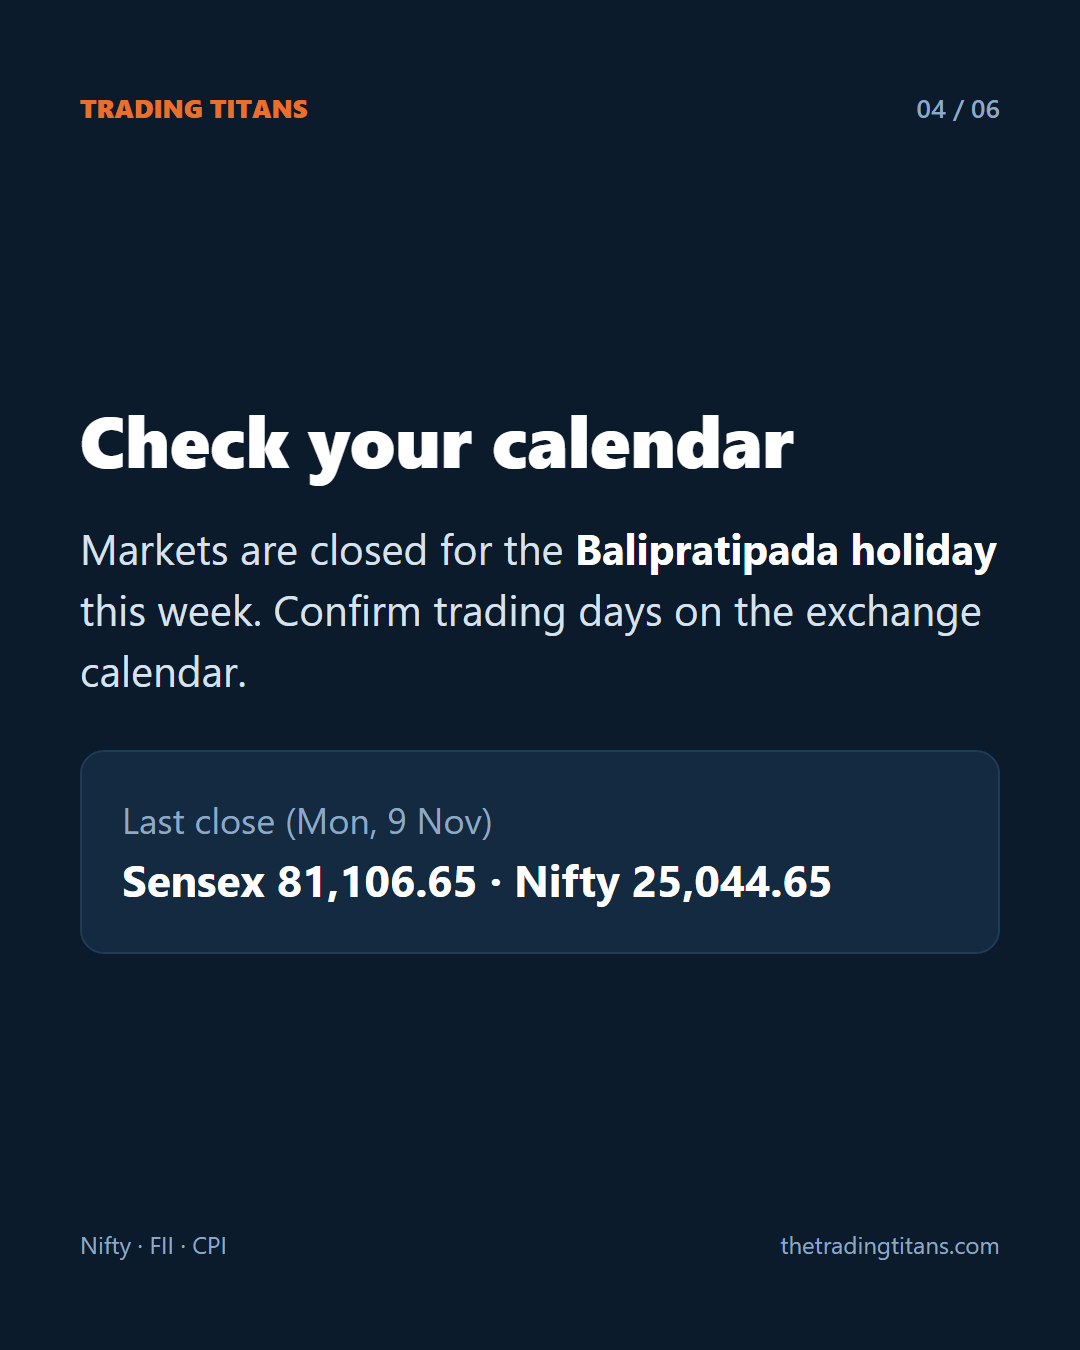 TRADING TITANS
04 / 06
Check your calendar
Markets are closed for the Balipratipada holiday
this week. Confirm trading days on the exchange
calendar.
Last close (Mon, 9 Nov)
Sensex 81,106.65 · Nifty 25,044.65
Nifty · FII · CPI
thetradingtitans.com